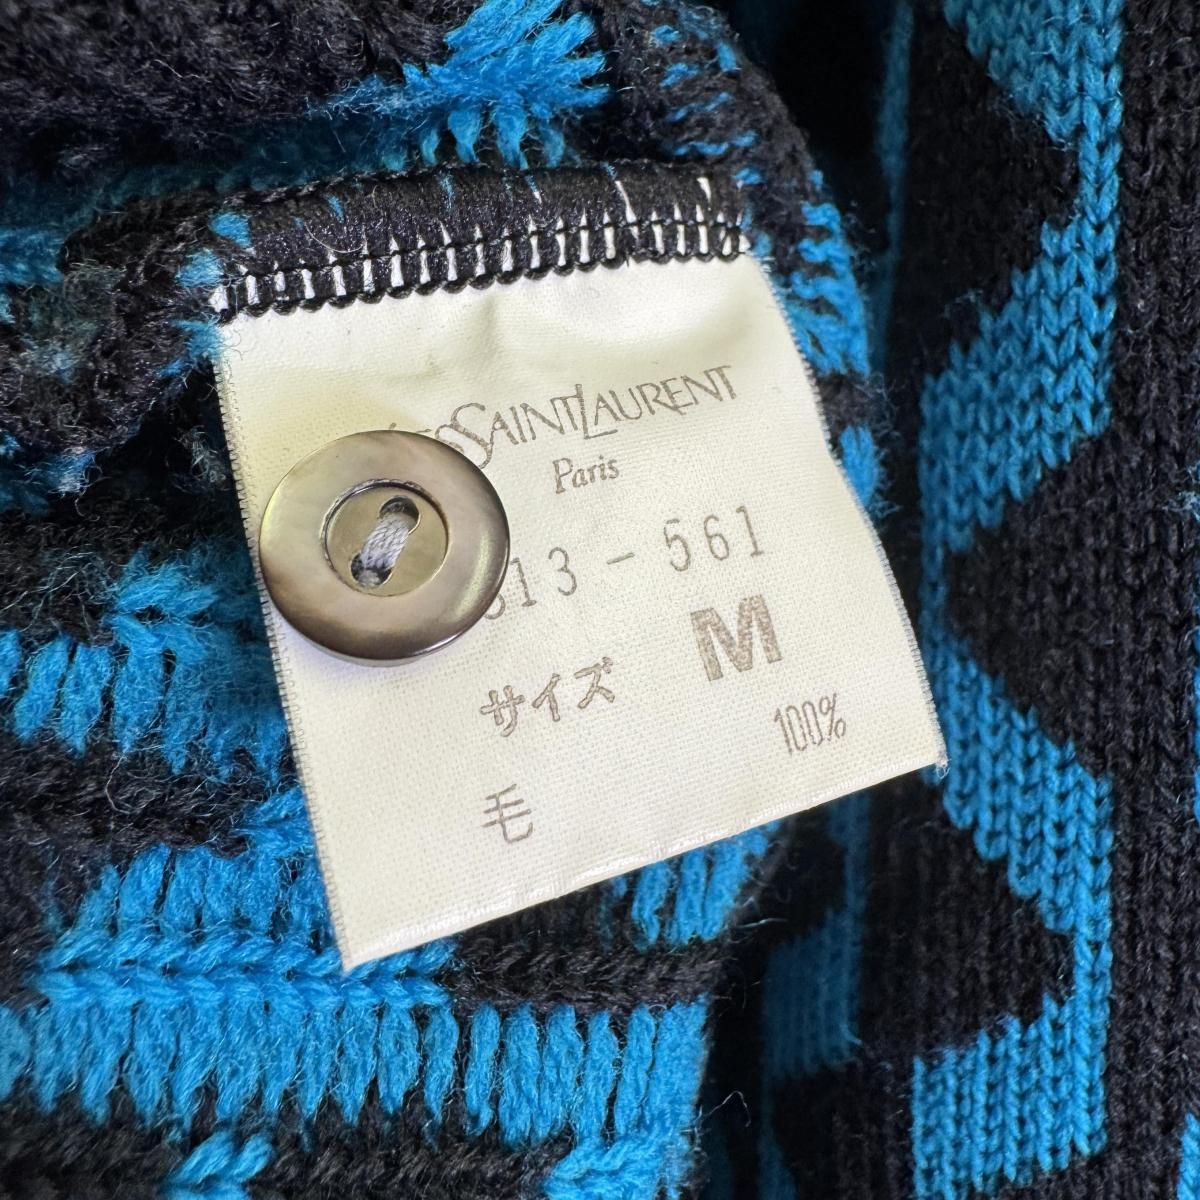 SAINTLAURENT
Paris
13-561
サイズ M
毛 100%